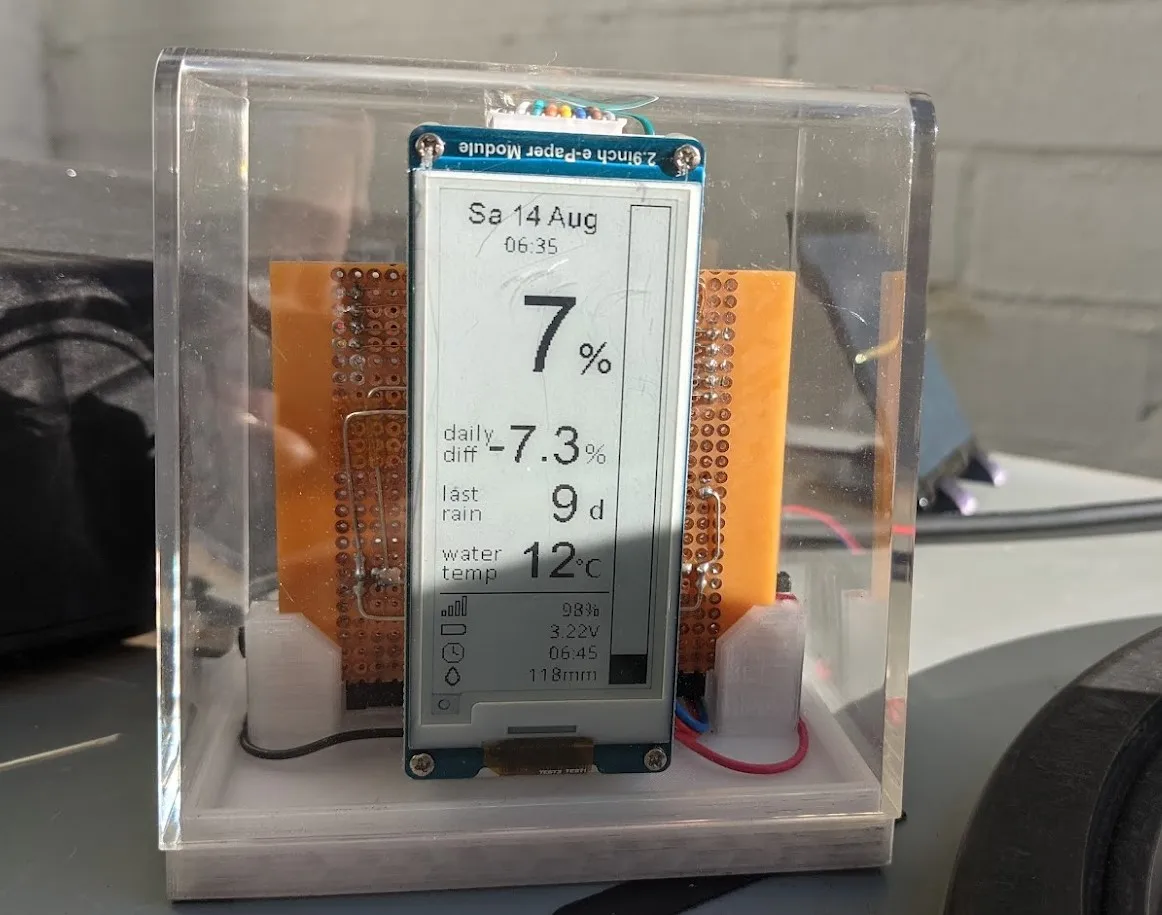 2.9inch e-Paper Module
Sa 14 Aug
06:35
7%
daily diff -7.3%
last rain 9 d
water temp 12°C
98%
3.22V
06:45
118mm